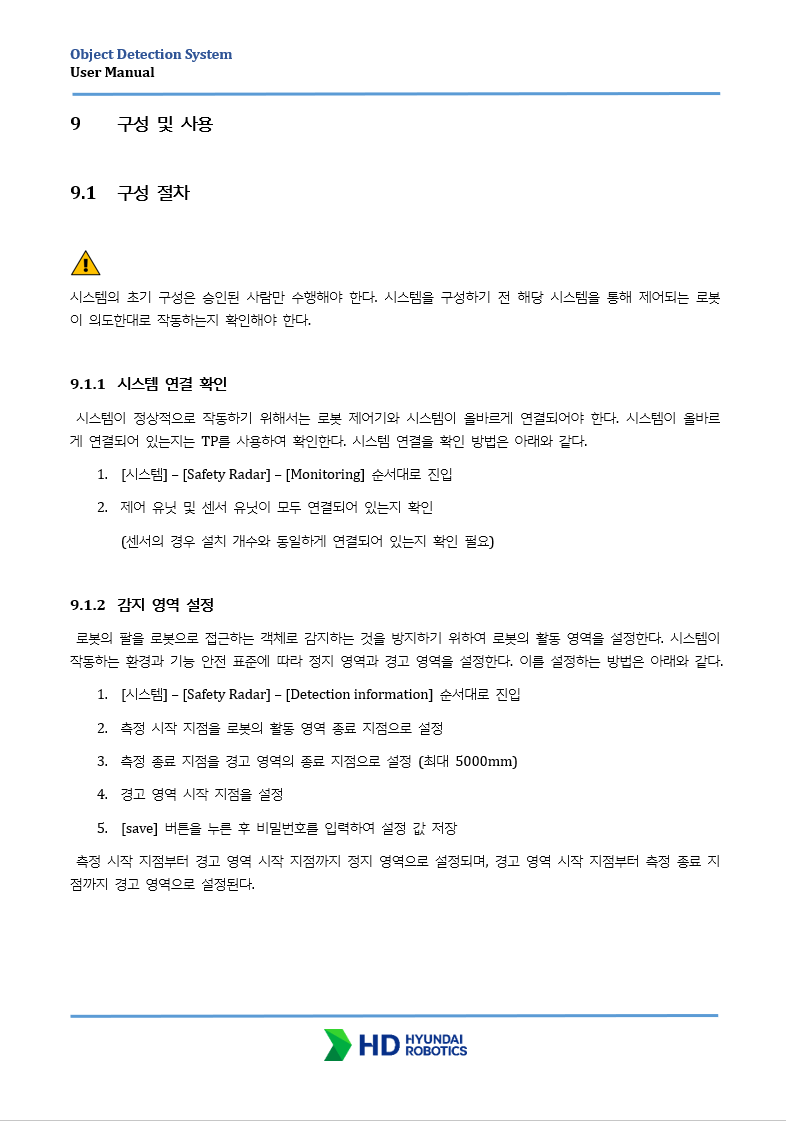 Object Detection System
User Manual
9 구성 및 사용
9.1 구성 절차
시스템의 초기 구성은 승인된 사람만 수행해야 한다. 시스템을 구성하기 전 해당 시스템을 통해 제어되는 로봇
이 의도한대로 작동하는지 확인해야 한다.
9.1.1 시스템 연결 확인
시스템이 정상적으로 작동하기 위해서는 로봇 제어기와 시스템이 올바르게 연결되어야 한다. 시스템이 올바르
게 연결되어 있는지는 TP를 사용하여 확인한다. 시스템 연결을 확인 방법은 아래와 같다.
1. [시스템] – [Safety Radar] – [Monitoring] 순서대로 진입
2. 제어 유닛 및 센서 유닛이 모두 연결되어 있는지 확인
(센서의 경우 설치 개수와 동일하게 연결되어 있는지 확인 필요)
9.1.2 감지 영역 설정
로봇의 팔을 로봇으로 접근하는 객체로 감지하는 것을 방지하기 위하여 로봇의 활동 영역을 설정한다. 시스템이
작동하는 환경과 기능 안전 표준에 따라 정지 영역과 경고 영역을 설정한다. 이를 설정하는 방법은 아래와 같다.
1. [시스템] – [Safety Radar] – [Detection information] 순서대로 진입
2. 측정 시작 지점을 로봇의 활동 영역 종료 지점으로 설정
3. 측정 종료 지점을 경고 영역의 종료 지점으로 설정 (최대 5000mm)
4. 경고 영역 시작 지점을 설정
5. [save] 버튼을 누른 후 비밀번호를 입력하여 설정 값 저장
측정 시작 지점부터 경고 영역 시작 지점까지 정지 영역으로 설정되며, 경고 영역 시작 지점부터 측정 종료 지
점까지 경고 영역으로 설정된다.
HD HYUNDAI
ROBOTICS